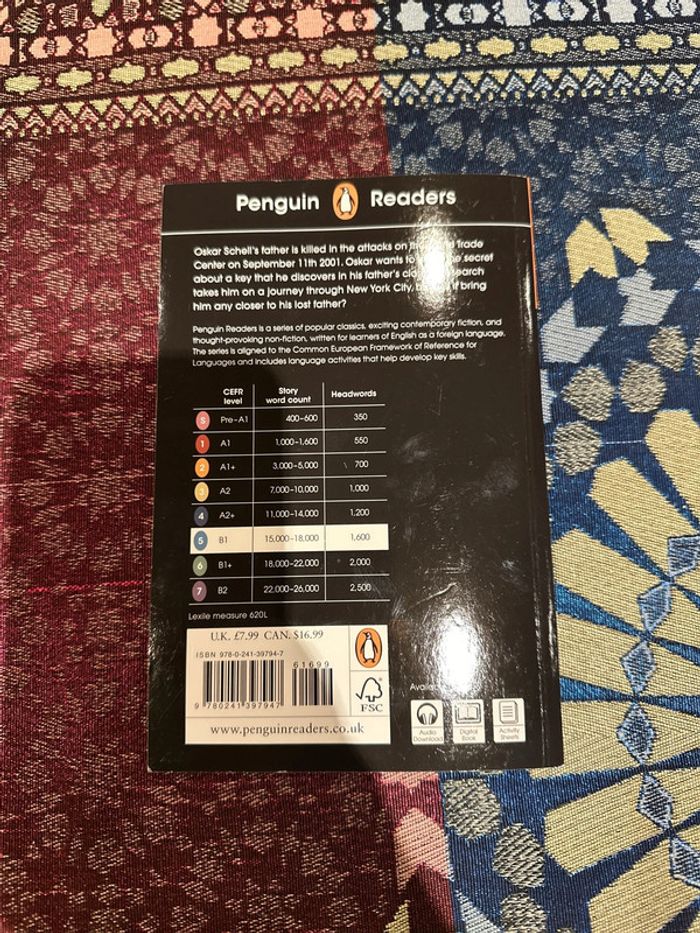 Penguin Readers
Oskar Schell's father is killed in the attacks on Trade
Center on September 11th 2001. Oskar wants to secret
about a key that he discovers in his father's search
takes him on a journey through New York City, bring
him any closer to his lost father?
Penguin Readers is a series of popular classics, exciting contemporary fiction, and
thought-provoking non-fiction, written for learners of English as a foreign language.
The series is aligned to the Common European Framework of Reference for
Languages and includes language activities that help develop key skills.
CEFR level Story word count Headwords
S Pre-A1 400–600 350
1 A1 1,000–1,600 550
2 A1+ 3,000–5,000 700
3 A2 7,000–10,000 1,000
4 A2+ 11,000–14,000 1,200
5 B1 15,000–18,000 1,600
6 B1+ 18,000–22,000 2,000
7 B2 22,000–26,000 2,500
Lexile measure 620L
U.K. £7.99 CAN. $16.99
ISBN 978-0-241-39794-7
61699
9 780241 397947
FSC
www.penguinreaders.co.uk
Audio Download
Digital Book
Activity Sheets